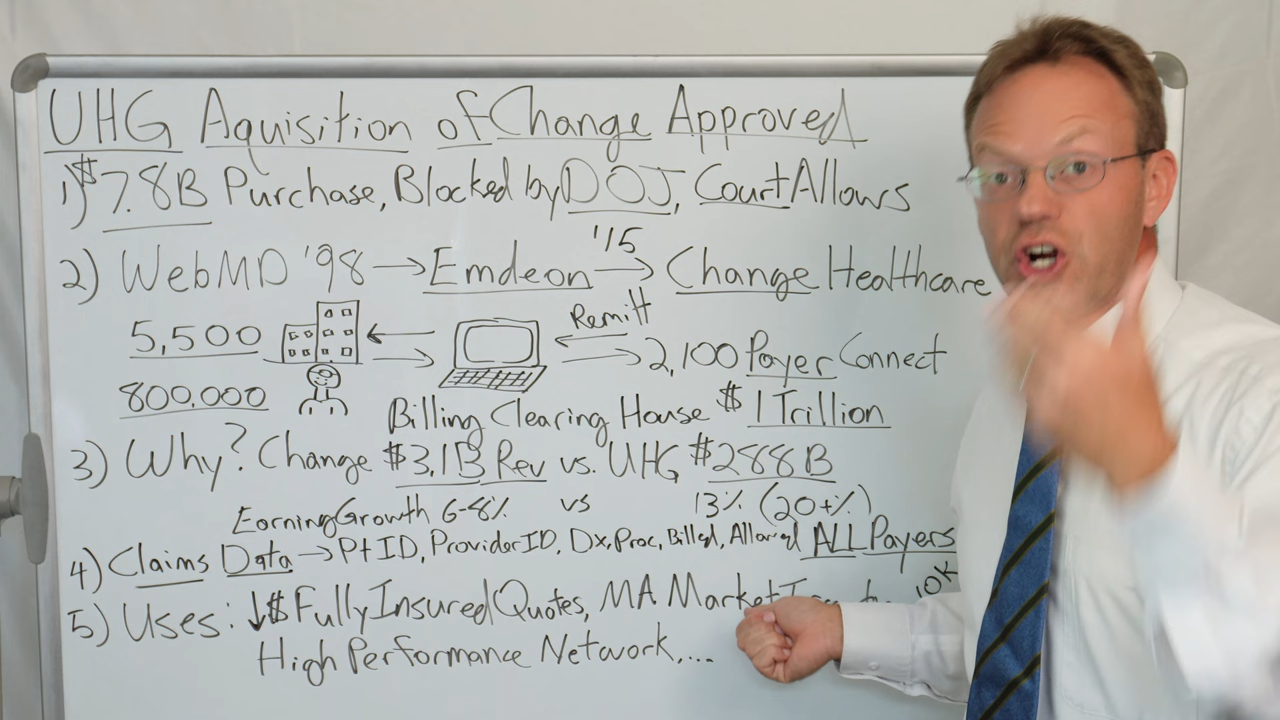 UHG Aquisition of Change Approved
1) $7.8B Purchase, Blocked by DOJ, Court Allows
2) WebMD '98 → Emdeon '15 → Change Healthcare
5,500
Remitt
2,100 Payer Connect
800,000
Billing Clearing House $1 Trillion
3) Why? Change $3.1B Rev vs. UHG $288B
Earning Growth 6-8% vs 13% (20+%)
4) Claims Data → Pt ID, Provider ID, Dx, Proc, Billed, Allowed ALL Payers
10K
5) Uses: ↓$ Fully Insured Quotes, MA Market
High Performance Network,...